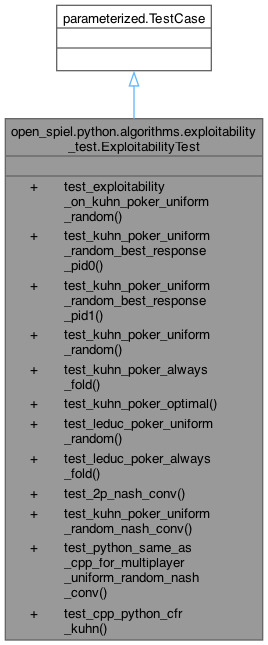 parameterized.TestCase
open_spiel.python.algorithms.exploitability
_test.ExploitabilityTest
+ test_exploitability
_on_kuhn_poker_uniform
_random()
+ test_kuhn_poker_uniform
_random_best_response
_pid0()
+ test_kuhn_poker_uniform
_random_best_response
_pid1()
+ test_kuhn_poker_uniform
_random()
+ test_kuhn_poker_always
_fold()
+ test_kuhn_poker_optimal()
+ test_leduc_poker_uniform
_random()
+ test_leduc_poker_always
_fold()
+ test_2p_nash_conv()
+ test_kuhn_poker_uniform
_random_nash_conv()
+ test_python_same_as
_cpp_for_multiplayer
_uniform_random_nash
_conv()
+ test_cpp_python_cfr
_kuhn()